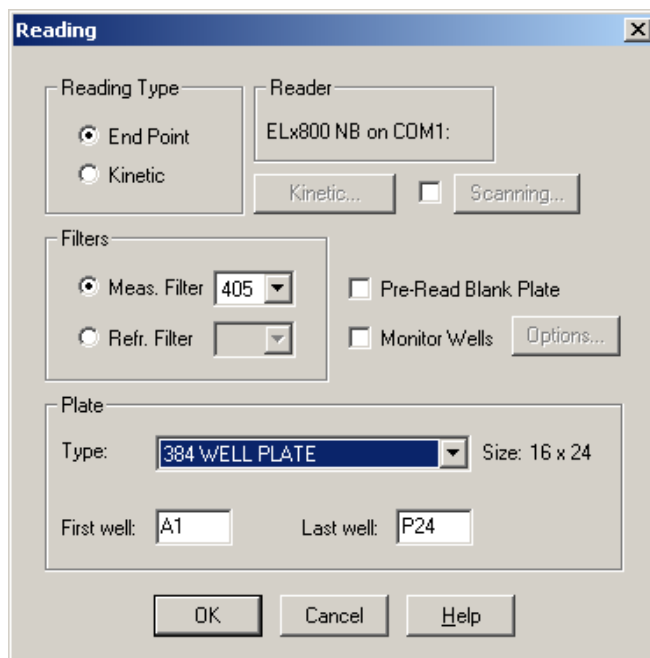 Reading
Reading Type
End Point
Kinetic
Reader
ELx800 NB on COM1:
Kinetic...
Scanning...
Filters
Meas. Filter 405
Refr. Filter
Pre-Read Blank Plate
Monitor Wells Options...
Plate
Type: 384 WELL PLATE Size: 16 x 24
First well: A1 Last well: P24
OK Cancel Help